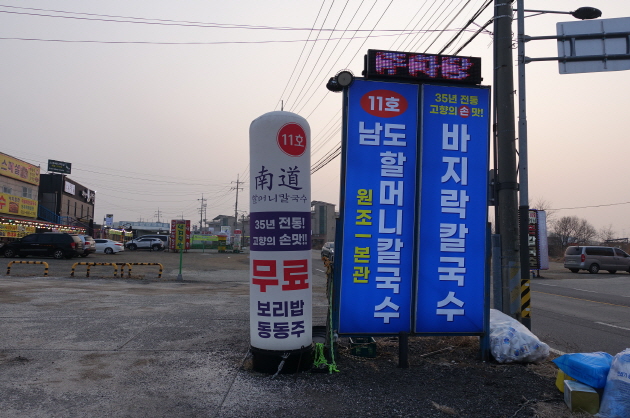 11호
南道
할머니칼국수
35년 전통!
고향의 손 맛!
무료
보리밥
동동주
11호
남도할머니칼국수
원조 - 본관
35년 전통
고향의 손 맛!
바지락칼국수